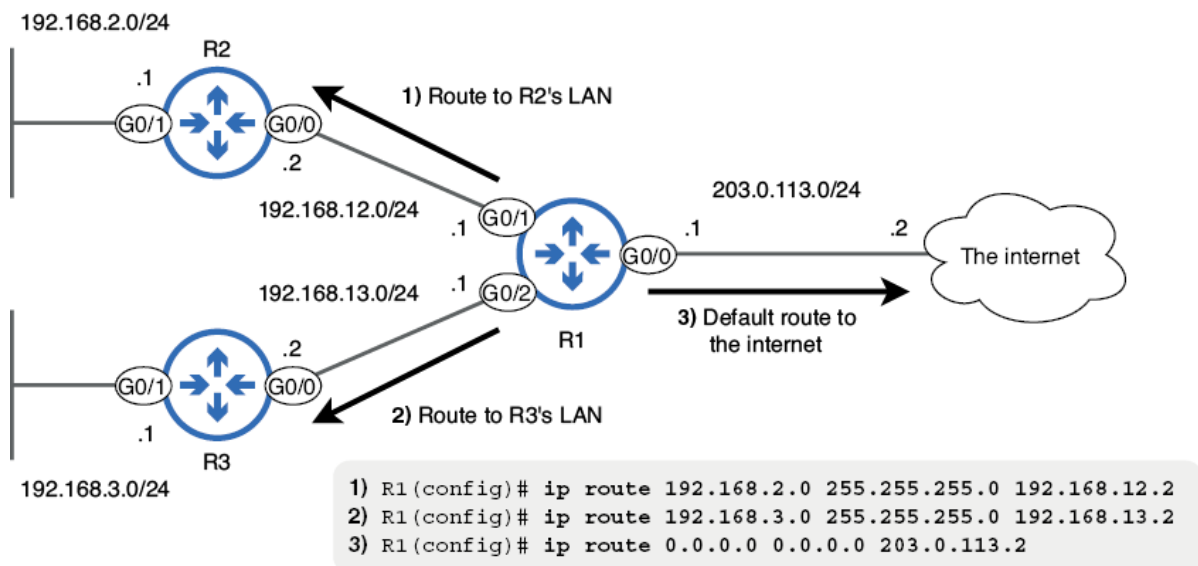 192.168.2.0/24
R2
.1
G0/1
G0/0
.2
1) Route to R2's LAN
192.168.12.0/24
.1
G0/1
203.0.113.0/24
G0/0
.1
.2
The internet
192.168.13.0/24
.1
G0/2
R1
3) Default route to
the internet
.2
G0/1
G0/0
.1
R3
2) Route to R3's LAN
192.168.3.0/24
1) R1(config)# ip route 192.168.2.0 255.255.255.0 192.168.12.2
2) R1(config)# ip route 192.168.3.0 255.255.255.0 192.168.13.2
3) R1(config)# ip route 0.0.0.0 0.0.0.0 203.0.113.2